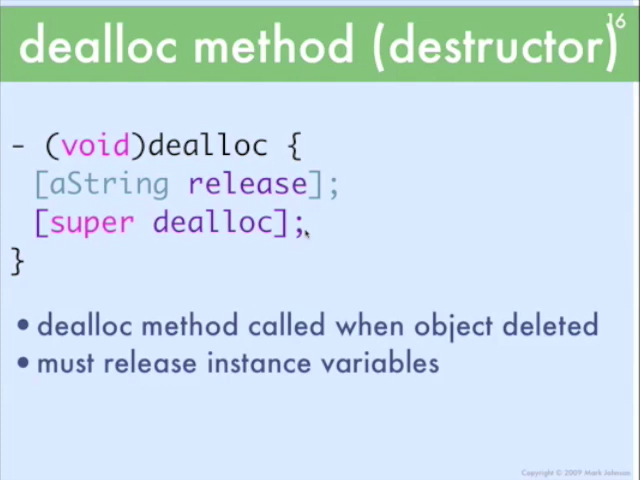 16
dealloc method (destructor)
- (void)dealloc {
[aString release];
[super dealloc];
}
•dealloc method called when object deleted
•must release instance variables
Copyright © 2009 Mark Johnson